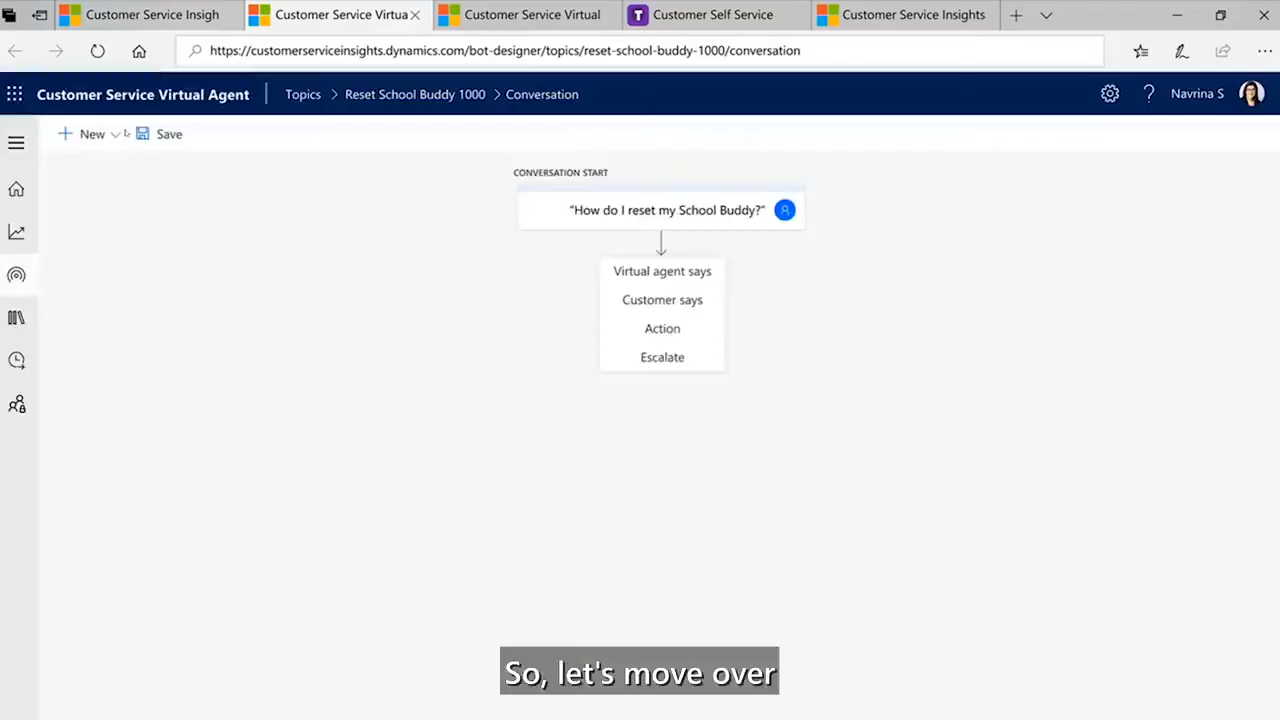 Customer Service Insigh
Customer Service Virtua
Customer Service Virtual
T
Customer Self Service
Customer Service Insights
https://customerserviceinsights.dynamics.com/bot-designer/topics/reset-school-buddy-1000/conversation
Customer Service Virtual Agent
Topics > Reset School Buddy 1000 > Conversation
? Navrina S
New
Save
CONVERSATION START
“How do I reset my School Buddy?”
Virtual agent says
Customer says
Action
Escalate
So, let's move over